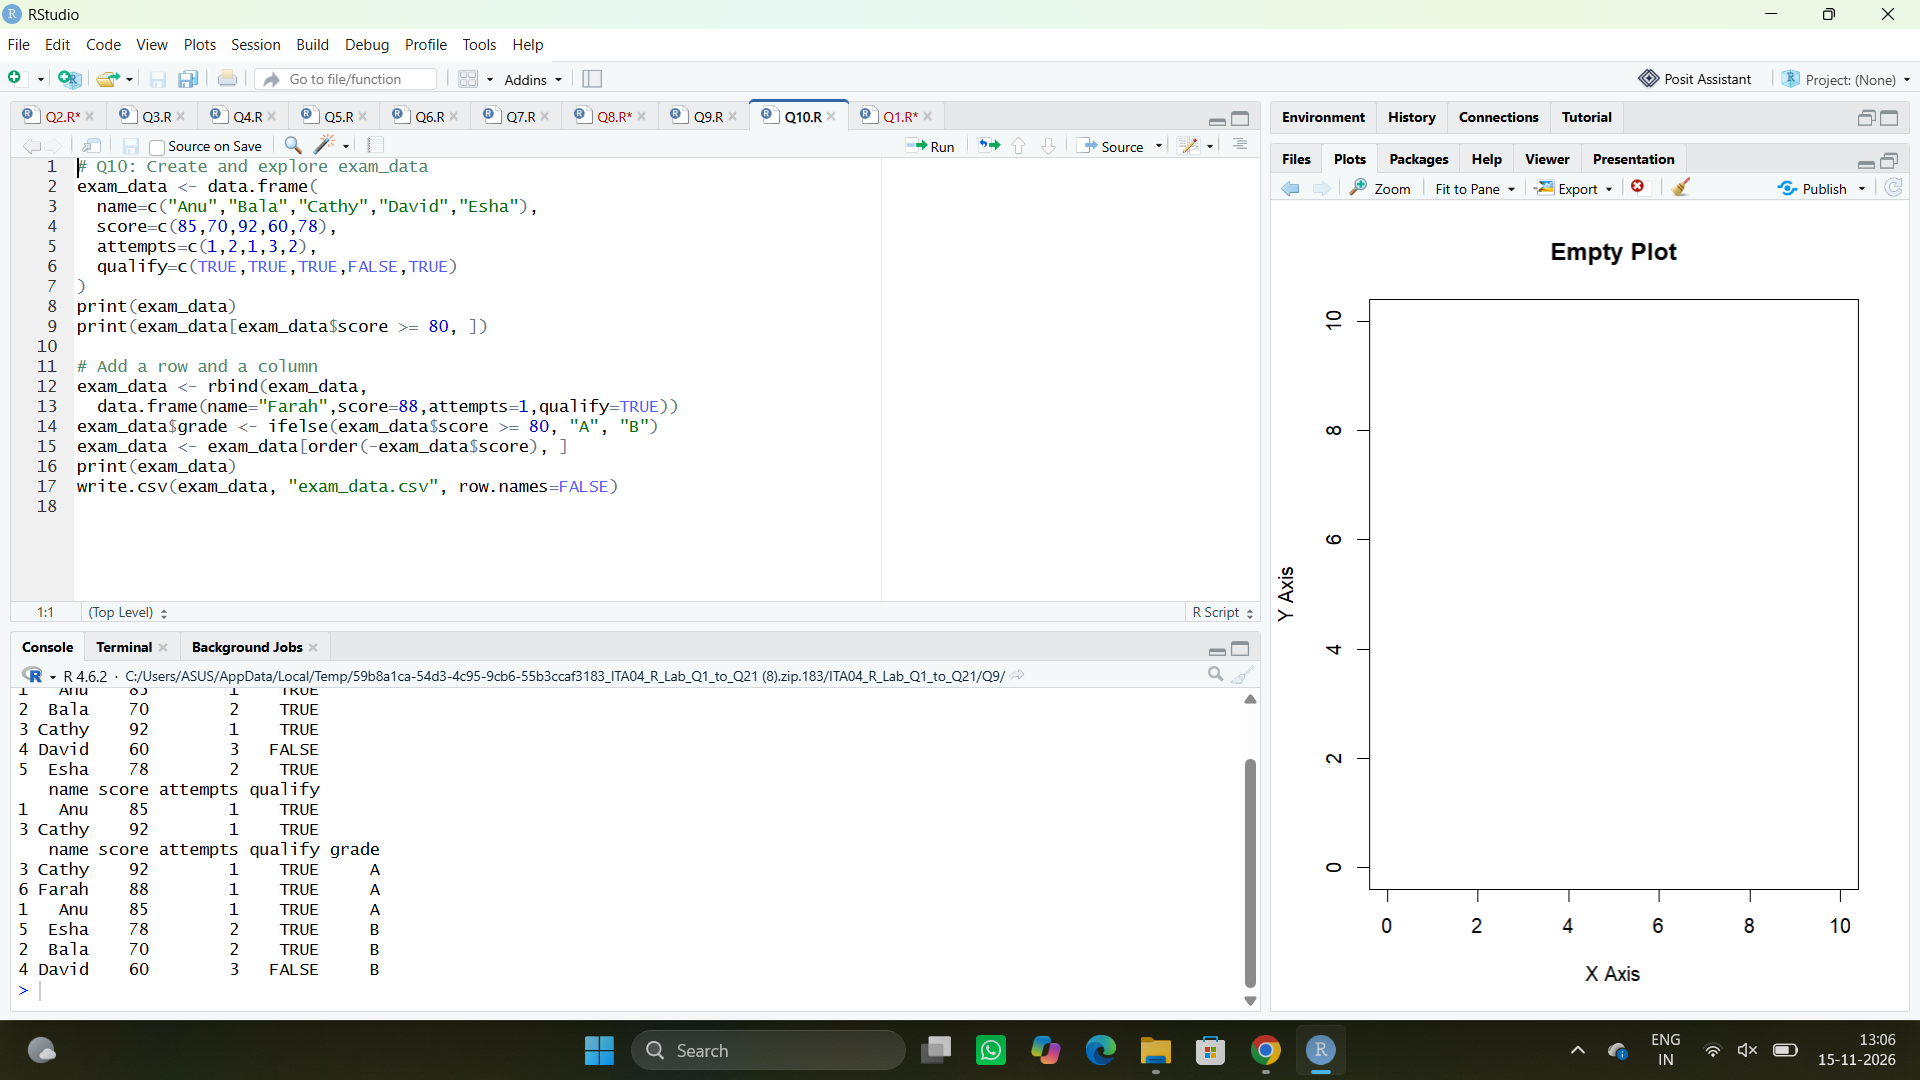 RStudio
File Edit Code View Plots Session Build Debug Profile Tools Help
Go to file/function Addins Posit Assistant Project: (None)
Q2.R* Q3.R Q4.R Q5.R Q6.R Q7.R Q8.R* Q9.R Q10.R Q1.R*
Source on Save Run Source
1 # Q10: Create and explore exam_data
2 exam_data <- data.frame(
3   name=c("Anu","Bala","Cathy","David","Esha"),
4   score=c(85,70,92,60,78),
5   attempts=c(1,2,1,3,2),
6   qualify=c(TRUE,TRUE,TRUE,FALSE,TRUE)
7 )
8 print(exam_data)
9 print(exam_data[exam_data$score >= 80, ])
10
11 # Add a row and a column
12 exam_data <- rbind(exam_data,
13   data.frame(name="Farah",score=88,attempts=1,qualify=TRUE))
14 exam_data$grade <- ifelse(exam_data$score >= 80, "A", "B")
15 exam_data <- exam_data[order(-exam_data$score), ]
16 print(exam_data)
17 write.csv(exam_data, "exam_data.csv", row.names=FALSE)
18
1:1 (Top Level) R Script
Console Terminal Background Jobs
R 4.6.2 · C:/Users/ASUS/AppData/Local/Temp/59b8a1ca-54d3-4c95-9cb6-55b3ccaf3183_ITA04_R_Lab_Q1_to_Q21 (8).zip.183/ITA04_R_Lab_Q1_to_Q21/Q9/
1 Anu 85 1 TRUE
2 Bala 70 2 TRUE
3 Cathy 92 1 TRUE
4 David 60 3 FALSE
5 Esha 78 2 TRUE
name score attempts qualify
1 Anu 85 1 TRUE
3 Cathy 92 1 TRUE
name score attempts qualify grade
3 Cathy 92 1 TRUE A
6 Farah 88 1 TRUE A
1 Anu 85 1 TRUE A
5 Esha 78 2 TRUE B
2 Bala 70 2 TRUE B
4 David 60 3 FALSE B
>
Environment History Connections Tutorial
Files Plots Packages Help Viewer Presentation
Zoom Fit to Pane Export Publish
Empty Plot
Y Axis
10
8
6
4
2
0
0 2 4 6 8 10
X Axis
Search
ENG
IN
13:06
15-11-2026